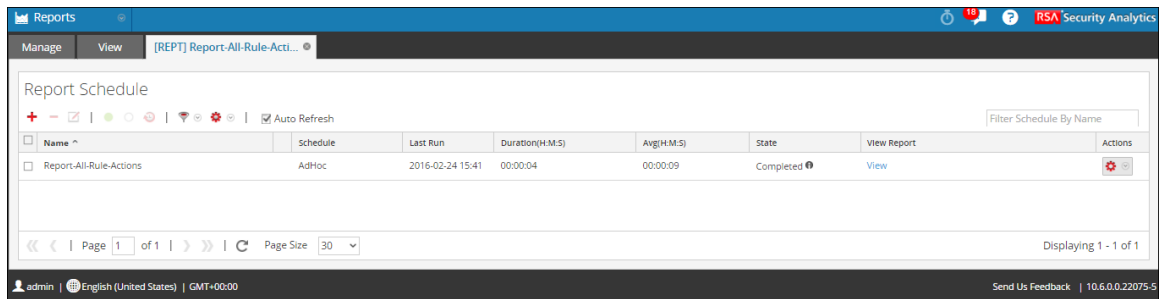 Reports
18
? RSA Security Analytics
Manage View [REPT] Report-All-Rule-Acti...
Report Schedule
Auto Refresh
Filter Schedule By Name
Name ^ Schedule Last Run Duration(H:M:S) Avg(H:M:S) State View Report Actions
Report-All-Rule-Actions AdHoc 2016-02-24 15:41 00:00:04 00:00:09 Completed View
Page 1 of 1 | Page Size 30 Displaying 1 - 1 of 1
admin | English (United States) | GMT+00:00 Send Us Feedback | 10.6.0.0.22075-5